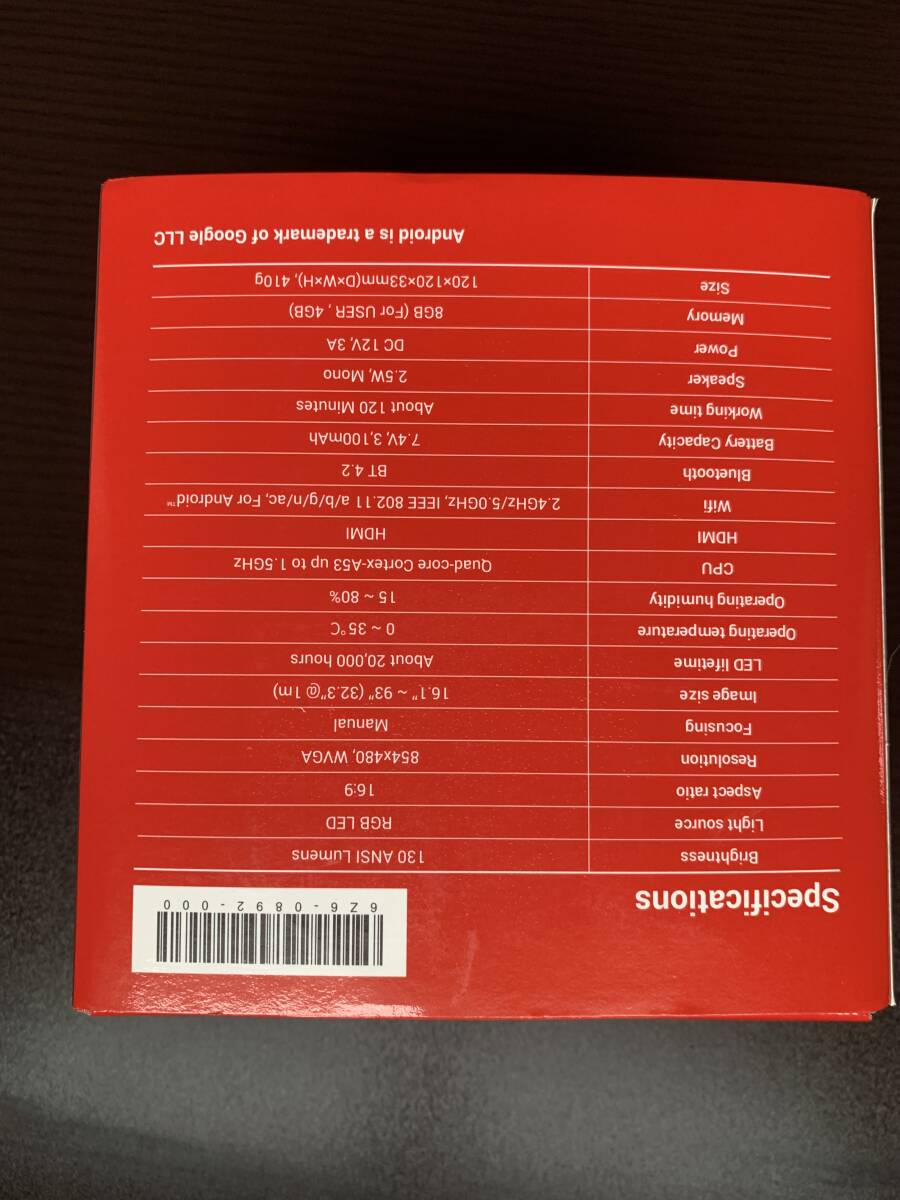 Specifications
6Z6-0892-000
Brightness 130 ANSI Lumens
Light source RGB LED
Aspect ratio 16:9
Resolution 854x480, WVGA
Focusing Manual
Image size 16.1" ~ 93" (32.3"@ 1m)
LED lifetime About 20,000 hours
Operating temperature 0 ~ 35°C
Operating humidity 15 ~ 80%
CPU Quad-core Cortex-A53 up to 1.5GHz
HDMI HDMI
Wifi 2.4GHz/5.0GHz, IEEE 802.11 a/b/g/n/ac, For Android™
Bluetooth BT 4.2
Battery Capacity 7.4V, 3,100mAh
Working time About 120 Minutes
Speaker 2.5W, Mono
Power DC 12V, 3A
Memory 8GB (For USER , 4GB)
Size 120×120×33mm(D×W×H), 410g
Android is a trademark of Google LLC